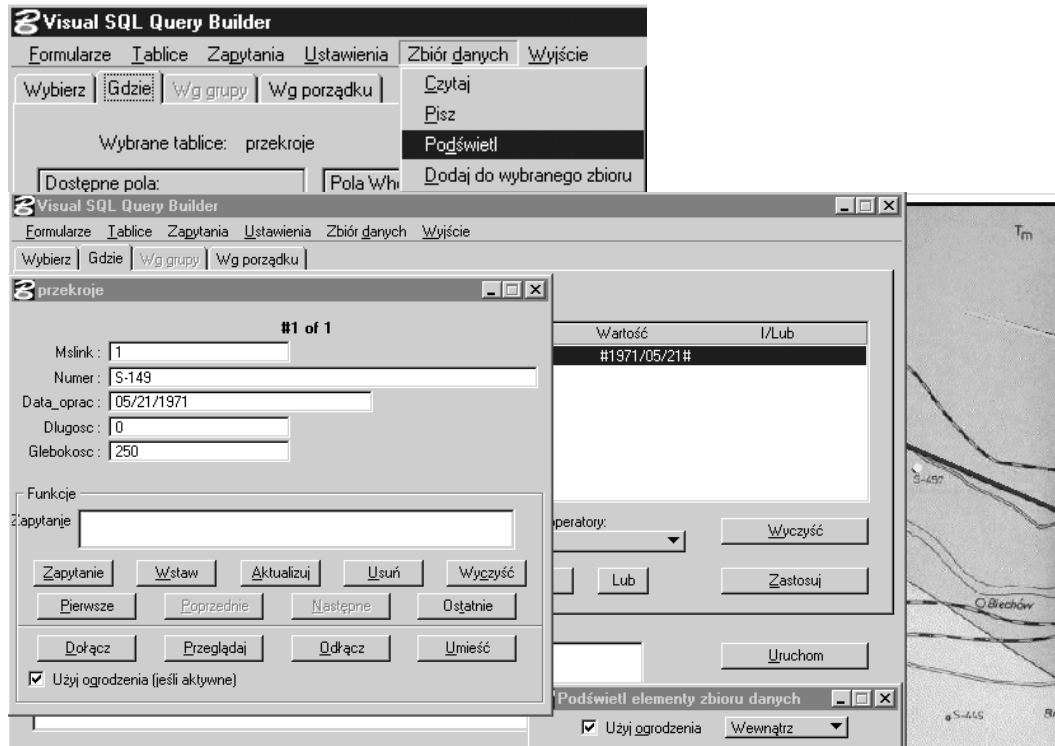 Visual SQL Query Builder
Formularze Tablice Zapytania Ustawienia Zbiór danych Wyjście
Wybierz Gdzie Wg grupy Wg porządku
Czytaj
Pisz
Podświetl
Dodaj do wybranego zbioru
Wybrane tablice: przekroje
Dostępne pola: Pola Wh
Visual SQL Query Builder
Formularze Tablice Zapytania Ustawienia Zbiór danych Wyjście
Wybierz Gdzie Wg grupy Wg porządku
przekroje
#1 of 1
Mslink : 1
Numer : S-149
Data_oprac : 05/21/1971
Dlugosc : 0
Glebokosc : 250
Funkcje
Zapytanie
Zapytanie Wstaw Aktualizuj Usuń Wyczyść
Pierwsze Poprzednie Następne Ostatnie
Dołącz Przeglądaj Odłącz Umieść
Użyj ogrodzenia (jeśli aktywne)
Wartość I/Lub
#1971/05/21#
operatory:
Wyczyść
Lub Zastosuj
Uruchom
Podświetl elementy zbioru danych
Użyj ogrodzenia Wewnątrz
Tm
S-497
Blechów